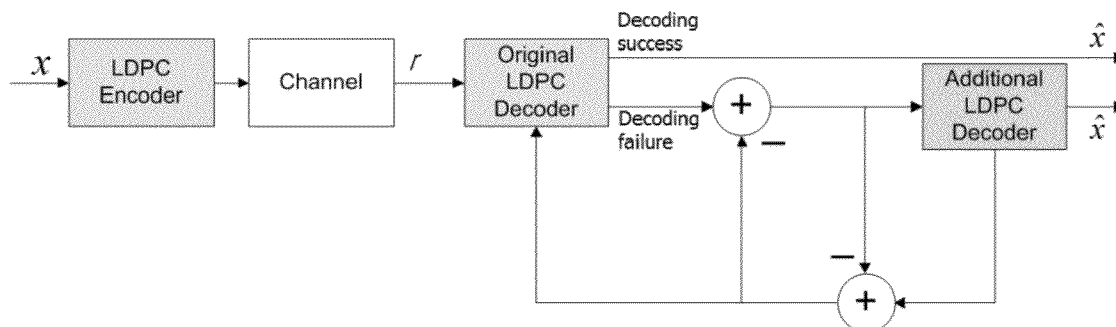 x
LDPC
Encoder
Channel
r
Original
LDPC
Decoder
Decoding
success
x̂
Decoding
failure
+
−
Additional
LDPC
Decoder
x̂
−
+